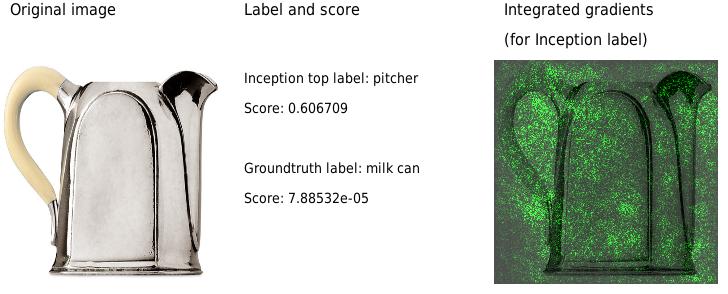 Original image
Label and score
Integrated gradients
(for Inception label)
Inception top label: pitcher
Score: 0.606709
Groundtruth label: milk can
Score: 7.88532e-05